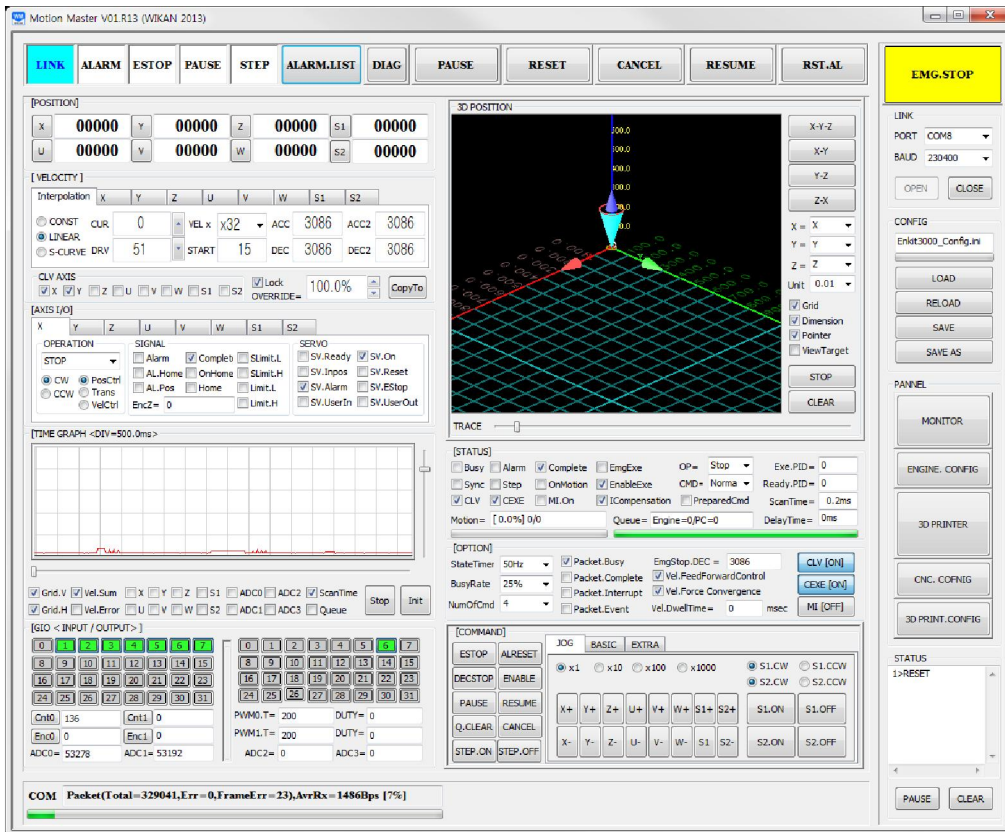 Motion Master V01.R13 (WIKAN 2013)
LINK ALARM ESTOP PAUSE STEP ALARM.LIST DIAG PAUSE RESET CANCEL RESUME RST.AL
EMG.STOP
[POSITION]
X 00000 Y 00000 Z 00000 S1 00000
U 00000 V 00000 W 00000 S2 00000
[ VELOCITY ]
Interpolation X Y Z U V W S1 S2
CONST CUR 0 VEL x x32 ACC 3086 ACC2 3086
LINEAR
S-CURVE DRV 51 START 15 DEC 3086 DEC2 3086
CLV AXIS
X Y Z U V W S1 S2 Lock OVERRIDE= 100.0% CopyTo
[AXIS I/O]
X Y Z U V W S1 S2
OPERATION SIGNAL SERVO
STOP Alarm Complet SLimit.L SV.Ready SV.On
AL.Home OnHome SLimit.H SV.Inpos SV.Reset
CW PosCtrl AL.Pos Home Limit.L SV.Alarm SV.EStop
CCW Trans EncZ= 0 Limit.H SV.UserIn SV.UserOut
VelCtrl
[TIME GRAPH <DIV=500.0ms>
Grid.V Vel.Sum X Y Z S1 ADC0 ADC2 ScanTime Stop Init
Grid.H Vel.Error U V W S2 ADC1 ADC3 Queue
[GIO < INPUT / OUTPUT> ]
0 1 2 3 4 5 6 7 0 1 2 3 4 5 6 7
8 9 10 11 12 13 14 15 8 9 10 11 12 13 14 15
16 17 18 19 20 21 22 23 16 17 18 19 20 21 22 23
24 25 26 27 28 29 30 31 24 25 26 27 28 29 30 31
Cnt0 136 Cnt1 0 PWM0.T= 200 DUTY= 0
Enc0 0 Enc1 0 PWM1.T= 200 DUTY= 0
ADC0= 53278 ADC1= 53192 ADC2= 0 ADC3= 0
3D POSITION
X-Y-Z
X-Y
Y-Z
Z-X
X = X
Y = Y
Z = Z
Unit 0.01
Grid
Dimension
Pointer
ViewTarget
STOP
CLEAR
TRACE
[STATUS]
Busy Alarm Complete EmgExe OP= Stop Exe.PID= 0
Sync Step OnMotion EnableExe CMD= Norma Ready.PID= 0
CLV CEXE MI.On ICompensation PreparedCmd ScanTime= 0.2ms
Motion= [ 0.0%] 0/0 Queue= Engine=0/PC=0 DelayTime= 0ms
[OPTION]
StateTimer 50Hz Packet.Busy EmgStop.DEC = 3086 CLV [ON]
BusyRate 25% Packet.Complete Vel.FeedForwardControl CEXE [ON]
Packet.Interrupt Vel.Force Convergence
NumOfCmd 4 Packet.Event Vel.DwellTime= 0 msec MI [OFF]
[COMMAND]
ESTOP ALRESET
DECSTOP ENABLE
PAUSE RESUME
Q.CLEAR CANCEL
STEP.ON STEP.OFF
JOG BASIC EXTRA
x1 x10 x100 x1000 S1.CW S1.CCW
S2.CW S2.CCW
X+ Y+ Z+ U+ V+ W+ S1+ S2+ S1.ON S1.OFF
X- Y- Z- U- V- W- S1 S2- S2.ON S2.OFF
LINK
PORT COM8
BAUD 230400
OPEN CLOSE
CONFIG
Enkit3000_Config.ini
LOAD
RELOAD
SAVE
SAVE AS
PANNEL
MONITOR
ENGINE. CONFIG
3D PRINTER
CNC. COFNIG
3D PRINT.CONFIG
STATUS
1>RESET
PAUSE CLEAR
COM Packet(Total=329041,Err=0,FrameErr=23),AvrRx=1486Bps [7%]